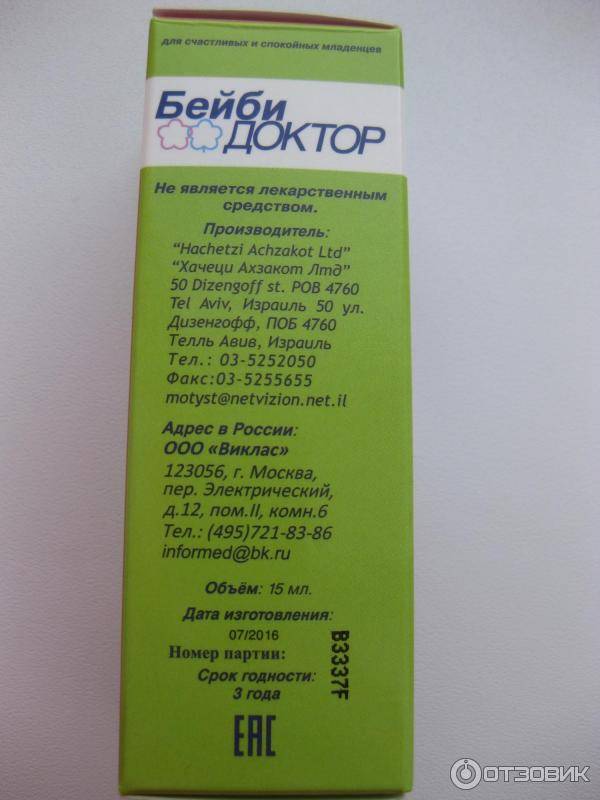 для счастливых и спокойных младенцев
Бейби
ДОКТОР
Не является лекарственным
средством.
Производитель:
“Hachetzi Achzakot Ltd”
“Хачеци Ахзакот Лтд”
50 Dizengoff st. POB 4760
Tel Aviv, Израиль 50 ул.
Дизенгофф, ПОБ 4760
Телль Авив, Израиль
Тел.: 03-5252050
Факс:03-5255655
motyst@netvizion.net.il
Адрес в России:
ООО «Виклас»
123056, г. Москва,
пер. Электрический,
д.12, пом.II, комн.6
Тел.: (495)721-83-86
informed@bk.ru
Объём: 15 мл.
Дата изготовления:
07/2016
Номер партии:
B3337F
Срок годности:
3 года
EAC
ОТЗОВИК